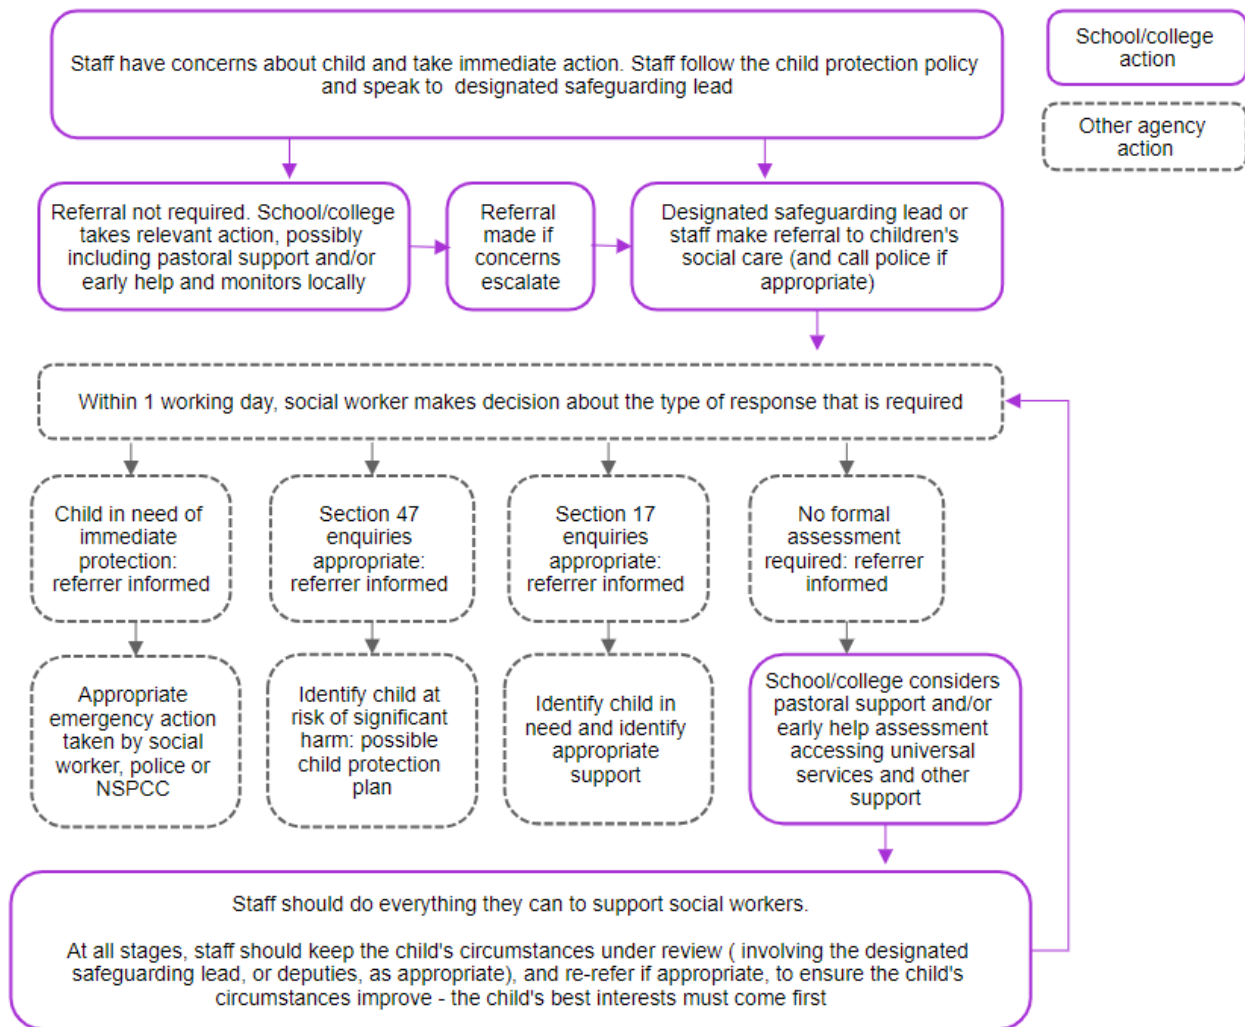 Staff have concerns about child and take immediate action. Staff follow the child protection policy
and speak to designated safeguarding lead
School/college
action
Other agency
action
Referral not required. School/college
takes relevant action, possibly
including pastoral support and/or
early help and monitors locally
Referral
made if
concerns
escalate
Designated safeguarding lead or
staff make referral to children's
social care (and call police if
appropriate)
Within 1 working day, social worker makes decision about the type of response that is required
Child in need of
immediate
protection:
referrer informed
Section 47
enquiries
appropriate:
referrer informed
Section 17
enquiries
appropriate:
referrer informed
No formal
assessment
required: referrer
informed
Appropriate
emergency action
taken by social
worker, police or
NSPCC
Identify child at
risk of significant
harm: possible
child protection
plan
Identify child in
need and identify
appropriate
support
School/college considers
pastoral support and/or
early help assessment
accessing universal
services and other
support
Staff should do everything they can to support social workers.
At all stages, staff should keep the child's circumstances under review ( involving the designated
safeguarding lead, or deputies, as appropriate), and re-refer if appropriate, to ensure the child's
circumstances improve - the child's best interests must come first